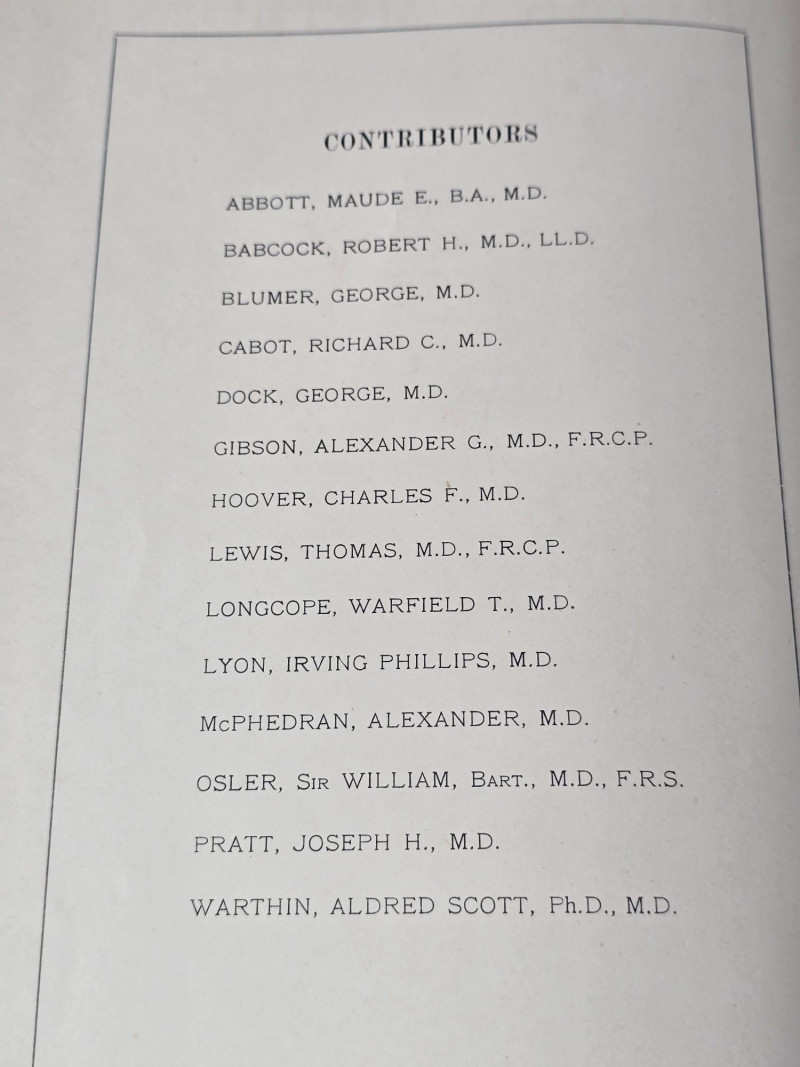 CONTRIBUTORS
ABBOTT, MAUDE E., B.A., M.D.
BABCOCK, ROBERT H., M.D., LL.D.
BLUMER, GEORGE, M.D.
CABOT, RICHARD C., M.D.
DOCK, GEORGE, M.D.
GIBSON, ALEXANDER G., M.D., F.R.C.P.
HOOVER, CHARLES F., M.D.
LEWIS, THOMAS, M.D., F.R.C.P.
LONGCOPE, WARFIELD T., M.D.
LYON, IRVING PHILLIPS, M.D.
McPHEDRAN, ALEXANDER, M.D.
OSLER, SIR WILLIAM, BART., M.D., F.R.S.
PRATT, JOSEPH H., M.D.
WARTHIN, ALDRED SCOTT, Ph.D., M.D.